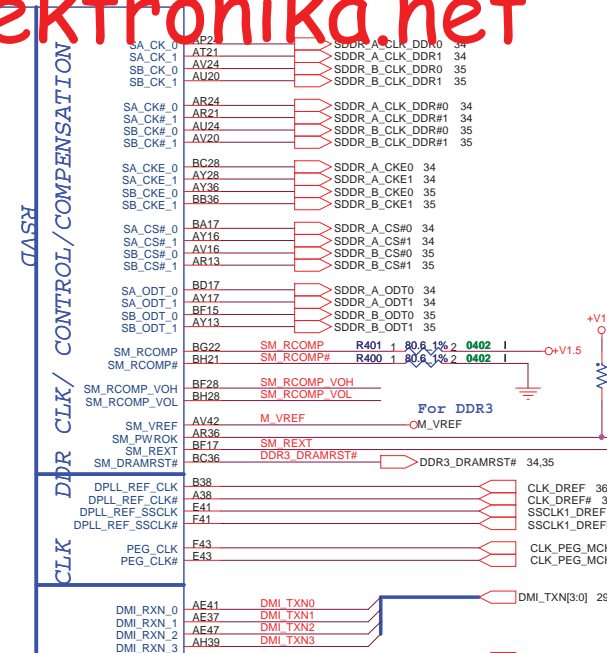 ektronika.net
SA_CK_0 AP24 SDDR_A_CLK_DDR0 34
SA_CK_1 AT21 SDDR_A_CLK_DDR1 34
SB_CK_0 AV24 SDDR_B_CLK_DDR0 35
SB_CK_1 AU20 SDDR_B_CLK_DDR1 35
SA_CK#_0 AR24 SDDR_A_CLK_DDR#0 34
SA_CK#_1 AR21 SDDR_A_CLK_DDR#1 34
SB_CK#_0 AU24 SDDR_B_CLK_DDR#0 35
SB_CK#_1 AV20 SDDR_B_CLK_DDR#1 35
SA_CKE_0 BC28 SDDR_A_CKE0 34
SA_CKE_1 AY28 SDDR_A_CKE1 34
SB_CKE_0 AY36 SDDR_B_CKE0 35
SB_CKE_1 BB36 SDDR_B_CKE1 35
SA_CS#_0 BA17 SDDR_A_CS#0 34
SA_CS#_1 AY16 SDDR_A_CS#1 34
SB_CS#_0 AV16 SDDR_B_CS#0 35
SB_CS#_1 AR13 SDDR_B_CS#1 35
SA_ODT_0 BD17 SDDR_A_ODT0 34
SA_ODT_1 AY17 SDDR_A_ODT1 34
SB_ODT_0 BF15 SDDR_B_ODT0 35
SB_ODT_1 AY13 SDDR_B_ODT1 35
SM_RCOMP BG22 SM_RCOMP R401 1 80.6_1% 2 0402 I +V1.5
SM_RCOMP# BH21 SM_RCOMP# R400 1 80.6_1% 2 0402 I
+V1
SM_RCOMP_VOH BF28 SM_RCOMP_VOH
SM_RCOMP_VOL BH28 SM_RCOMP_VOL
For DDR3
SM_VREF AV42 M_VREF M_VREF
SM_PWROK AR36
SM_REXT BF17 SM_REXT
SM_DRAMRST# BC36 DDR3_DRAMRST# DDR3_DRAMRST# 34,35
DPLL_REF_CLK B38 CLK_DREF 36
DPLL_REF_CLK# A38 CLK_DREF# 3
DPLL_REF_SSCLK E41 SSCLK1_DREF
DPLL_REF_SSCLK# F41 SSCLK1_DREF
PEG_CLK F43 CLK_PEG_MCH
PEG_CLK# E43 CLK_PEG_MCH
DMI_TXN[3:0] 29
DMI_RXN_0 AE41 DMI_TXN0
DMI_RXN_1 AE37 DMI_TXN1
DMI_RXN_2 AE47 DMI_TXN2
DMI_RXN_3 AH39 DMI_TXN3
RSVD
DDR CLK/ CONTROL/COMPENSATION
CLK